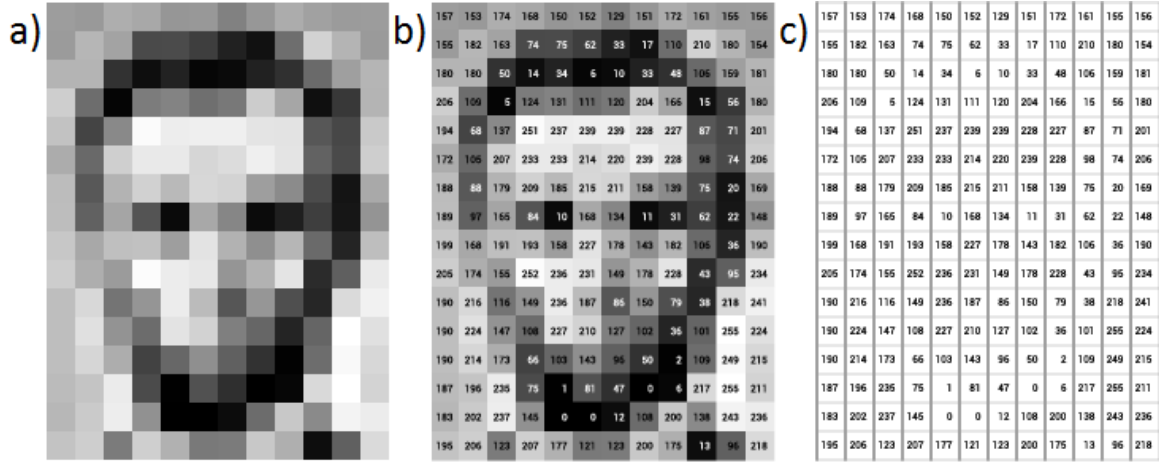 a)
b)
157 153 174 168 150 152 129 151 172 161 155 156
155 182 163 74 75 62 33 17 110 210 180 154
180 180 50 14 34 6 10 33 48 106 159 181
206 109 5 124 131 111 120 204 166 15 56 180
194 68 137 251 237 239 239 228 227 87 71 201
172 105 207 233 233 214 220 239 228 98 74 206
188 88 179 209 185 215 211 158 139 75 20 169
189 97 165 84 10 168 134 11 31 62 22 148
199 168 191 193 158 227 178 143 182 106 36 190
205 174 155 252 236 231 149 178 228 43 95 234
190 216 116 149 236 187 86 150 79 38 218 241
190 224 147 108 227 210 127 102 36 101 255 224
190 214 173 66 103 143 96 50 2 109 249 215
187 196 235 75 1 81 47 0 6 217 255 211
183 202 237 145 0 0 12 108 200 138 243 236
195 206 123 207 177 121 123 200 175 13 96 218
c)
157 153 174 168 150 152 129 151 172 161 155 156
155 182 163 74 75 62 33 17 110 210 180 154
180 180 50 14 34 6 10 33 48 106 159 181
206 109 5 124 131 111 120 204 166 15 56 180
194 68 137 251 237 239 239 228 227 87 71 201
172 105 207 233 233 214 220 239 228 98 74 206
188 88 179 209 185 215 211 158 139 75 20 169
189 97 165 84 10 168 134 11 31 62 22 148
199 168 191 193 158 227 178 143 182 106 36 190
205 174 155 252 236 231 149 178 228 43 95 234
190 216 116 149 236 187 86 150 79 38 218 241
190 224 147 108 227 210 127 102 36 101 255 224
190 214 173 66 103 143 96 50 2 109 249 215
187 196 235 75 1 81 47 0 6 217 255 211
183 202 237 145 0 0 12 108 200 138 243 236
195 206 123 207 177 121 123 200 175 13 96 218